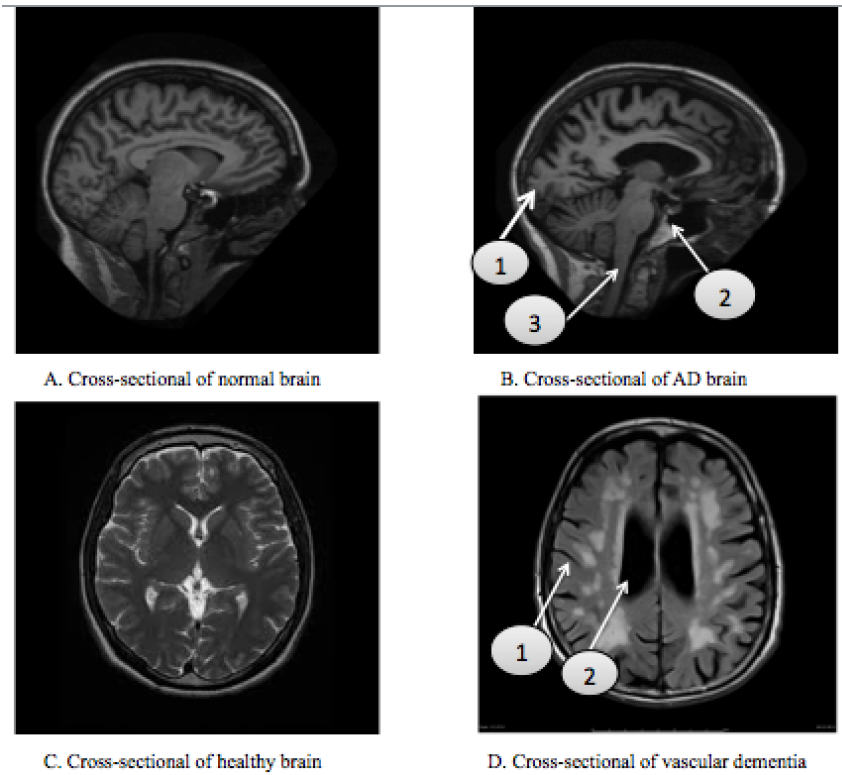 1
2
3
A. Cross-sectional of normal brain
B. Cross-sectional of AD brain
1
2
C. Cross-sectional of healthy brain
D. Cross-sectional of vascular dementia